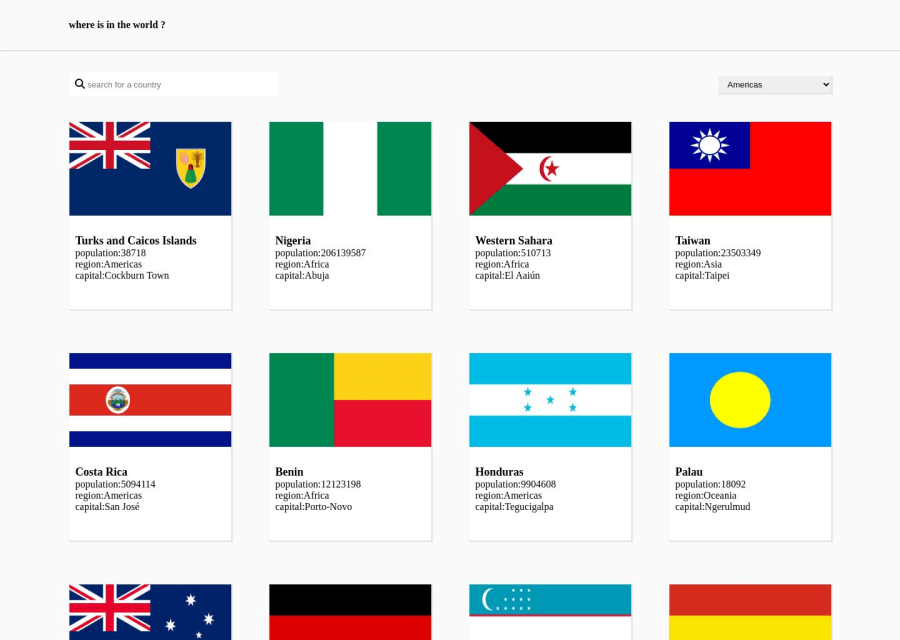 where is in the world ?
search for a country
Americas
Turks and Caicos Islands
population:38718
region:Americas
capital:Cockburn Town
Nigeria
population:206139587
region:Africa
capital:Abuja
Western Sahara
population:510713
region:Africa
capital:El Aaiún
Taiwan
population:23503349
region:Asia
capital:Taipei
Costa Rica
population:5094114
region:Americas
capital:San José
Benin
population:12123198
region:Africa
capital:Porto-Novo
Honduras
population:9904608
region:Americas
capital:Tegucigalpa
Palau
population:18092
region:Oceania
capital:Ngerulmud